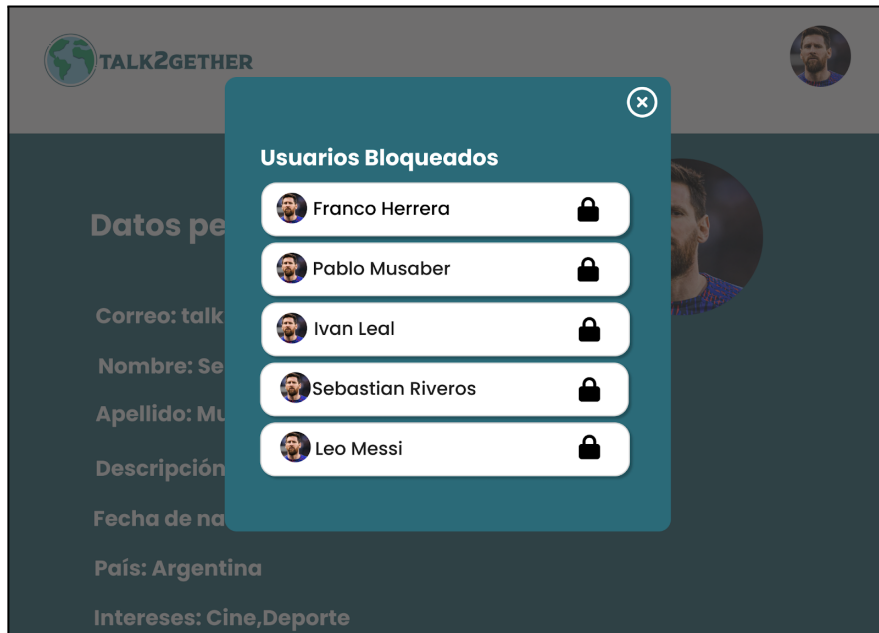 TALK2GETHER
Usuarios Bloqueados
Franco Herrera
Pablo Musaber
Ivan Leal
Sebastian Riveros
Leo Messi
Datos pe
Correo: talk
Nombre: Se
Apellido: Mu
Descripción
Fecha de na
País: Argentina
Intereses: Cine,Deporte